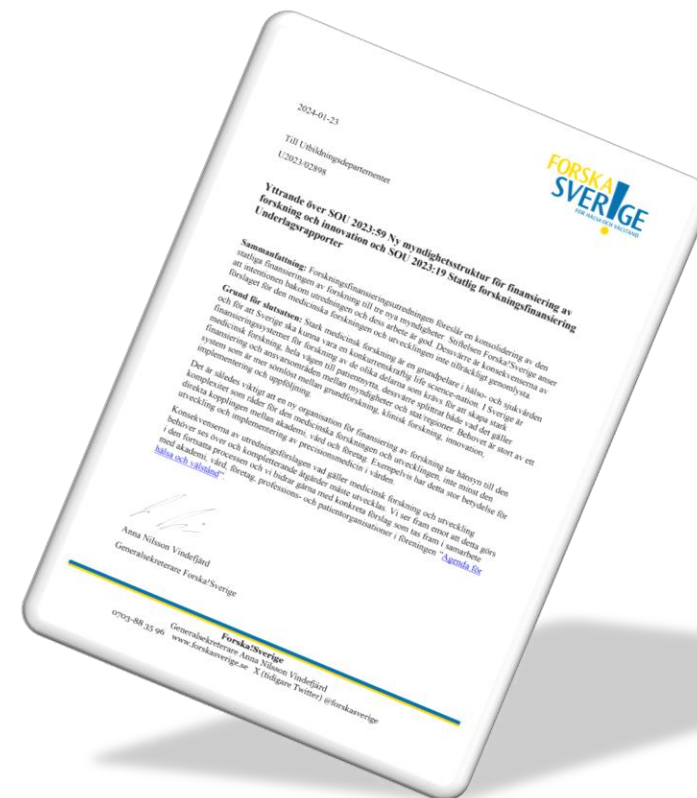 2024-01-23
FORSKA
SVERIGE
FÖR HÄLSA OCH VÄLSTÅND
Till Utbildningsdepartementet
U2023/02898
Yttrande över SOU 2023:59 Ny myndighetsstruktur för finansiering av
forskning och innovation och SOU 2023:19 Statlig forskningsfinansiering
Underlagsrapporter
Sammanfattning: Forskningsfinansieringsutredningen föreslår en konsolidering av den
statliga finansieringen av forskning till tre nya myndigheter. Stiftelsen Forska!Sverige anser
att intentionen bakom utredningen och dess arbete är god. Dessvärre är konsekvenserna av
förslaget för den medicinska forskningen och utvecklingen inte tillräckligt genomlysta.
Grund för slutsatsen: Stark medicinsk forskning är en grundpelare i hälso- och sjukvården
och för att Sverige ska kunna vara en konkurrenskraftig life science-nation. I Sverige är
finansieringssystemet för forskning av de olika delarna som krävs för att skapa stark
medicinsk forskning, hela vägen till patientnytta, dessvärre splittrat både vad det gäller
finansiering och ansvarsområden mellan myndigheter och stat/regioner. Behovet är stort av ett
system som är mer sömlöst mellan grundforskning, klinisk forskning, innovation,
implementering och uppföljning.
Det är således viktigt att en ny organisation för finansiering av forskning tar hänsyn till den
komplexitet som råder för den medicinska forskningen och utvecklingen, inte minst den
direkta kopplingen mellan akademi, vård och företag. Exempelvis har detta stor betydelse för
utveckling och implementering av precisionsmedicin i vården.
Konsekvenserna av utredningsförslagen vad gäller medicinsk forskning och utveckling
behöver ses över och kompletterande åtgärder måste utvecklas. Vi ser fram emot att detta görs
i den fortsatta processen och vi bidrar gärna med konkreta förslag som tas fram i samarbete
med akademi, vård, företag, professions- och patientorganisationer i föreningen "Agenda för
hälsa och välstånd".
Anna Nilsson Vindefjärd
Generalsekreterare Forska!Sverige
Forska!Sverige
Generalsekreterare Anna Nilsson Vindefjärd
0703-88 35 96 www.forskasverige.se X (tidigare Twitter) @forskasverige